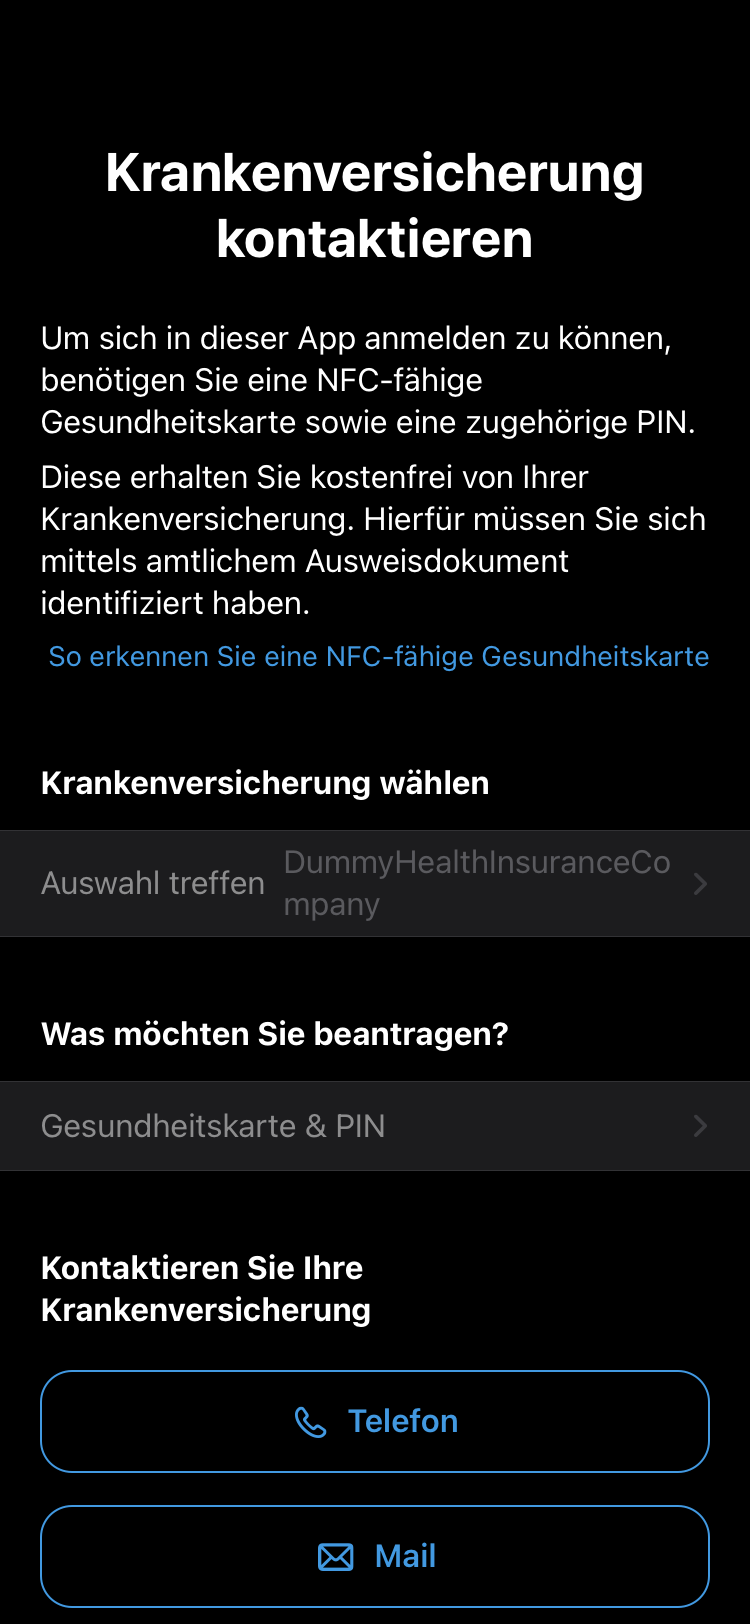 Krankenversicherung
kontaktieren
Um sich in dieser App anmelden zu können,
benötigen Sie eine NFC-fähige
Gesundheitskarte sowie eine zugehörige PIN.
Diese erhalten Sie kostenfrei von Ihrer
Krankenversicherung. Hierfür müssen Sie sich
mittels amtlichem Ausweisdokument
identifiziert haben.
So erkennen Sie eine NFC-fähige Gesundheitskarte
Krankenversicherung wählen
Auswahl treffen
DummyHealthInsuranceCo
mpany
Was möchten Sie beantragen?
Gesundheitskarte & PIN
Kontaktieren Sie Ihre
Krankenversicherung
Telefon
Mail